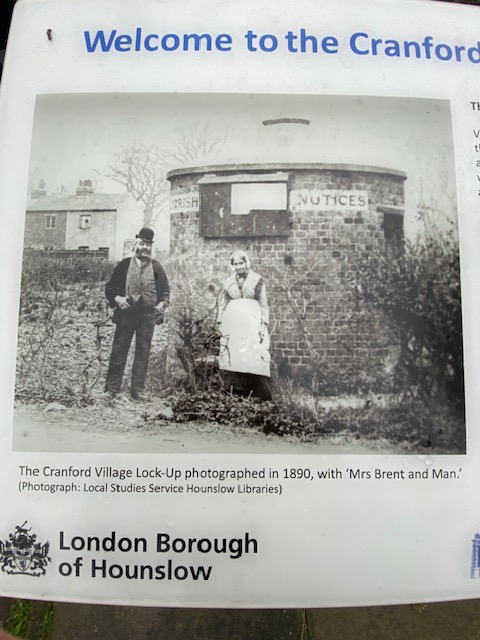 Welcome to the Cranford
ARISH NOTICES
The Cranford Village Lock-Up photographed in 1890, with ‘Mrs Brent and Man.’
(Photograph: Local Studies Service Hounslow Libraries)
London Borough
of Hounslow